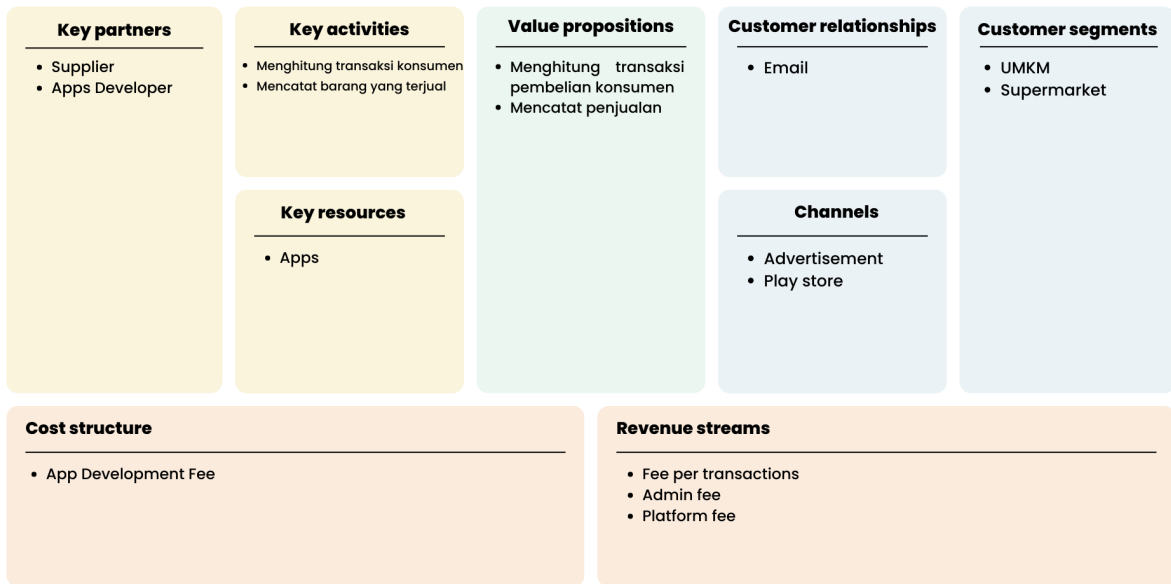 Key partners
Supplier
Apps Developer
Key activities
Menghitung transaksi konsumen
Mencatat barang yang terjual
Key resources
Apps
Value propositions
Menghitung transaksi
pembelian konsumen
Mencatat penjualan
Customer relationships
Email
Channels
Advertisement
Play store
Customer segments
UMKM
Supermarket
Cost structure
App Development Fee
Revenue streams
Fee per transactions
Admin fee
Platform fee